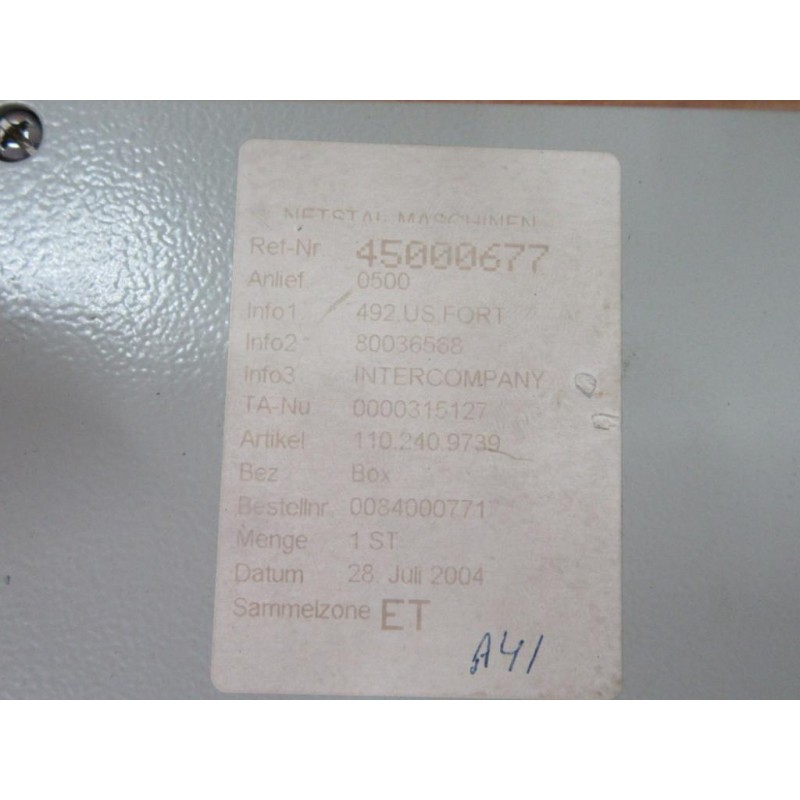 NETSTAL MASCHINEN
Ref-Nr 45000677
Anlief 0500
Info1 492.US.FORT
Info2 80036568
Info3 INTERCOMPANY
TA-Nu 0000315127
Artikel 110.240.9739
Bez Box
Bestellnr. 0084000771
Menge 1 ST
Datum 28. Juli 2004
Sammelzone ET
A41